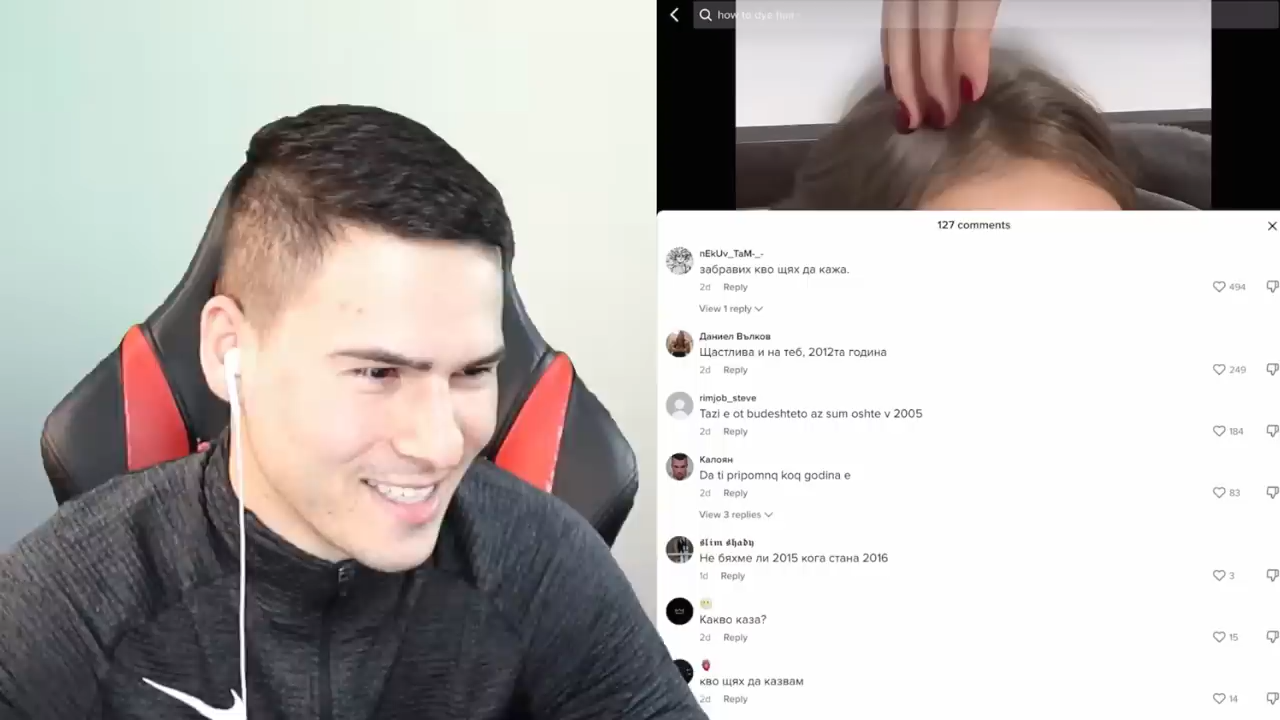 how to dye hair
127 comments
nEkUv_TaM-_-
забравих кво щях да кажа.
2d Reply
494
View 1 reply
Даниел Вълков
Щастлива и на теб, 2012та година
2d Reply
249
rimjob_steve
Tazi e ot budeshteto az sum oshte v 2005
2d Reply
184
Калоян
Da ti pripomnq koq godina e
2d Reply
83
View 3 replies
slim shady
Не бяхме ли 2015 кога стана 2016
1d Reply
3
Какво каза?
2d Reply
15
кво щях да казвам
2d Reply
14